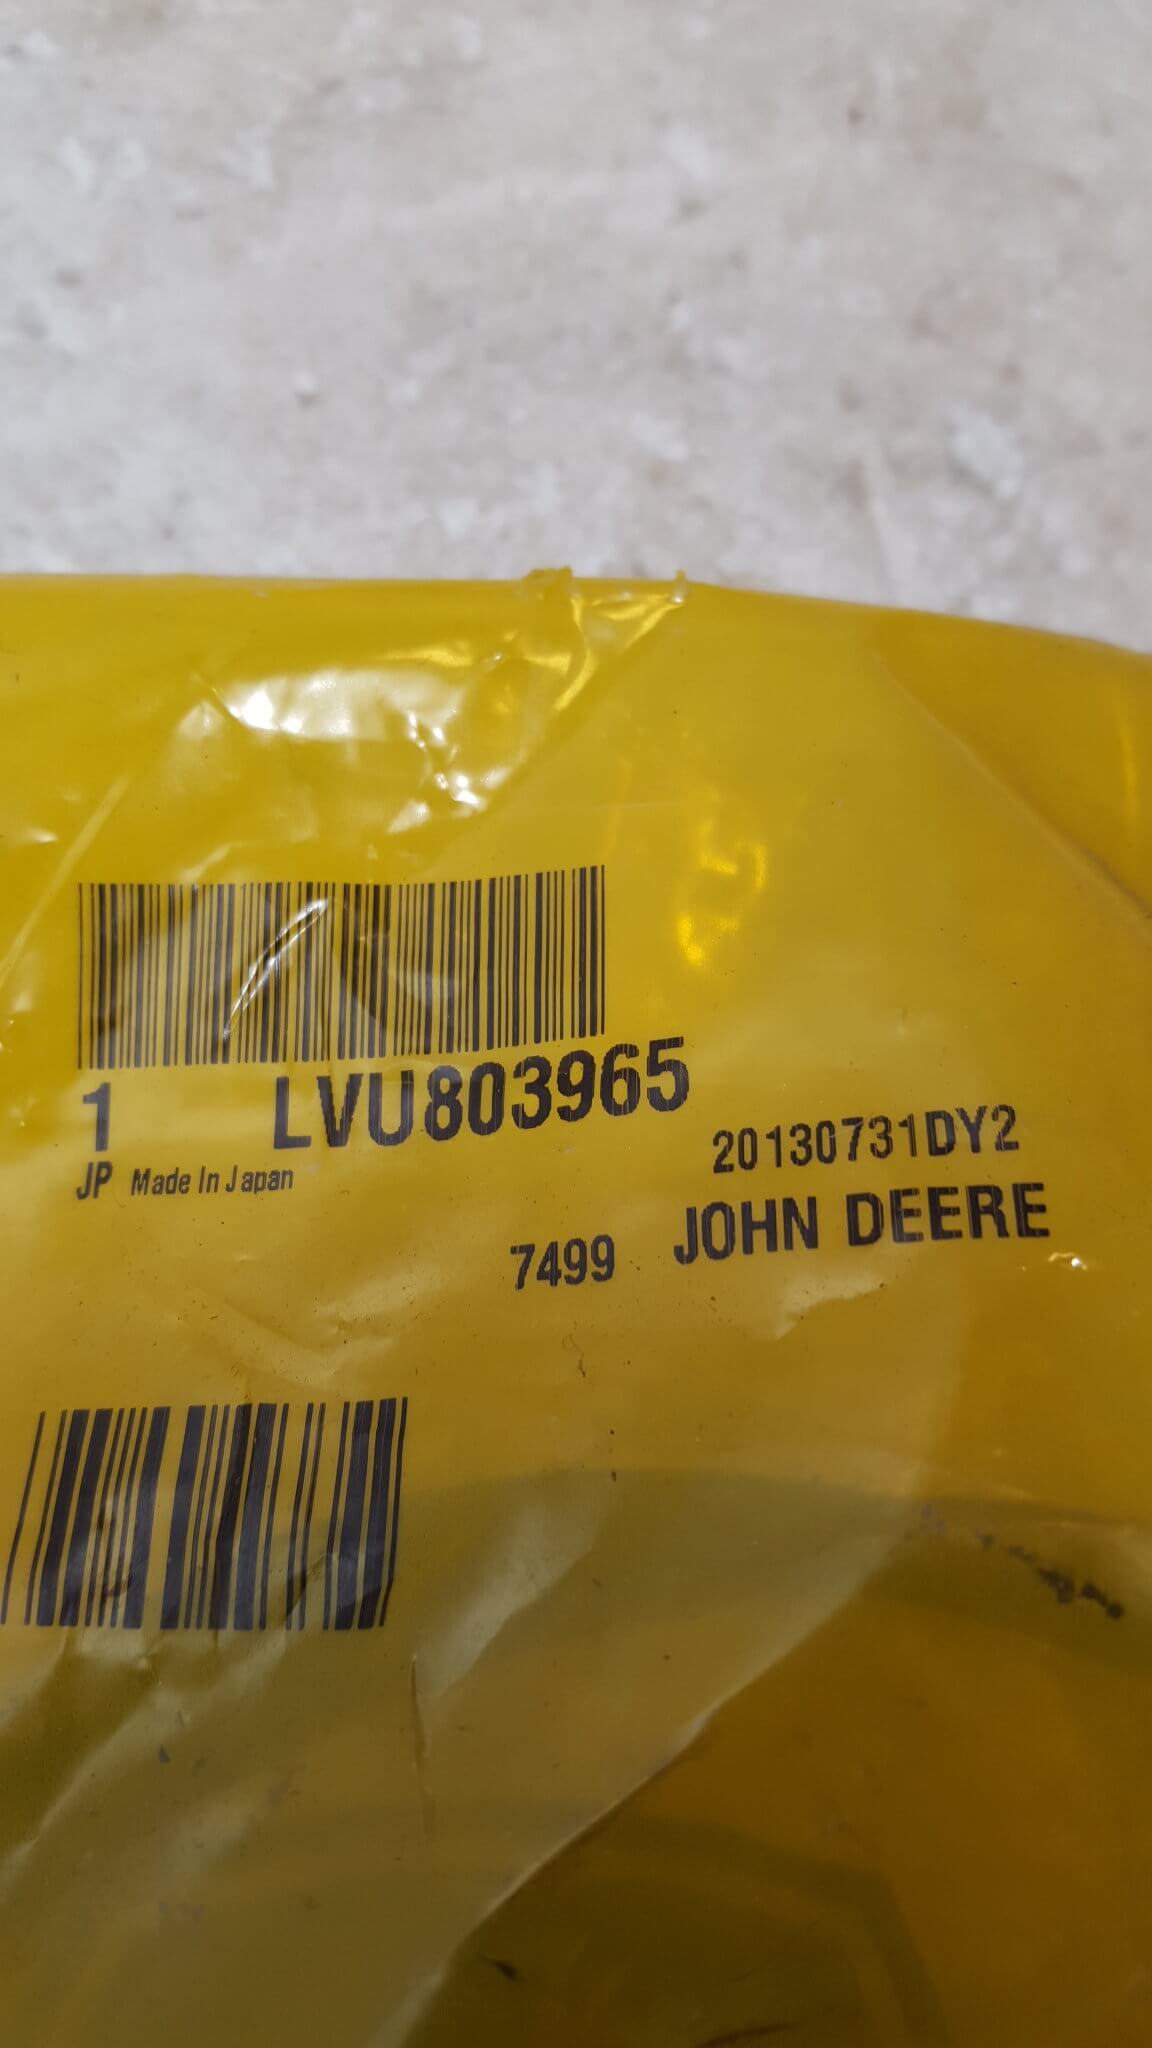 1 LVU803965
JP Made In Japan
20130731DY2
7499 JOHN DEERE